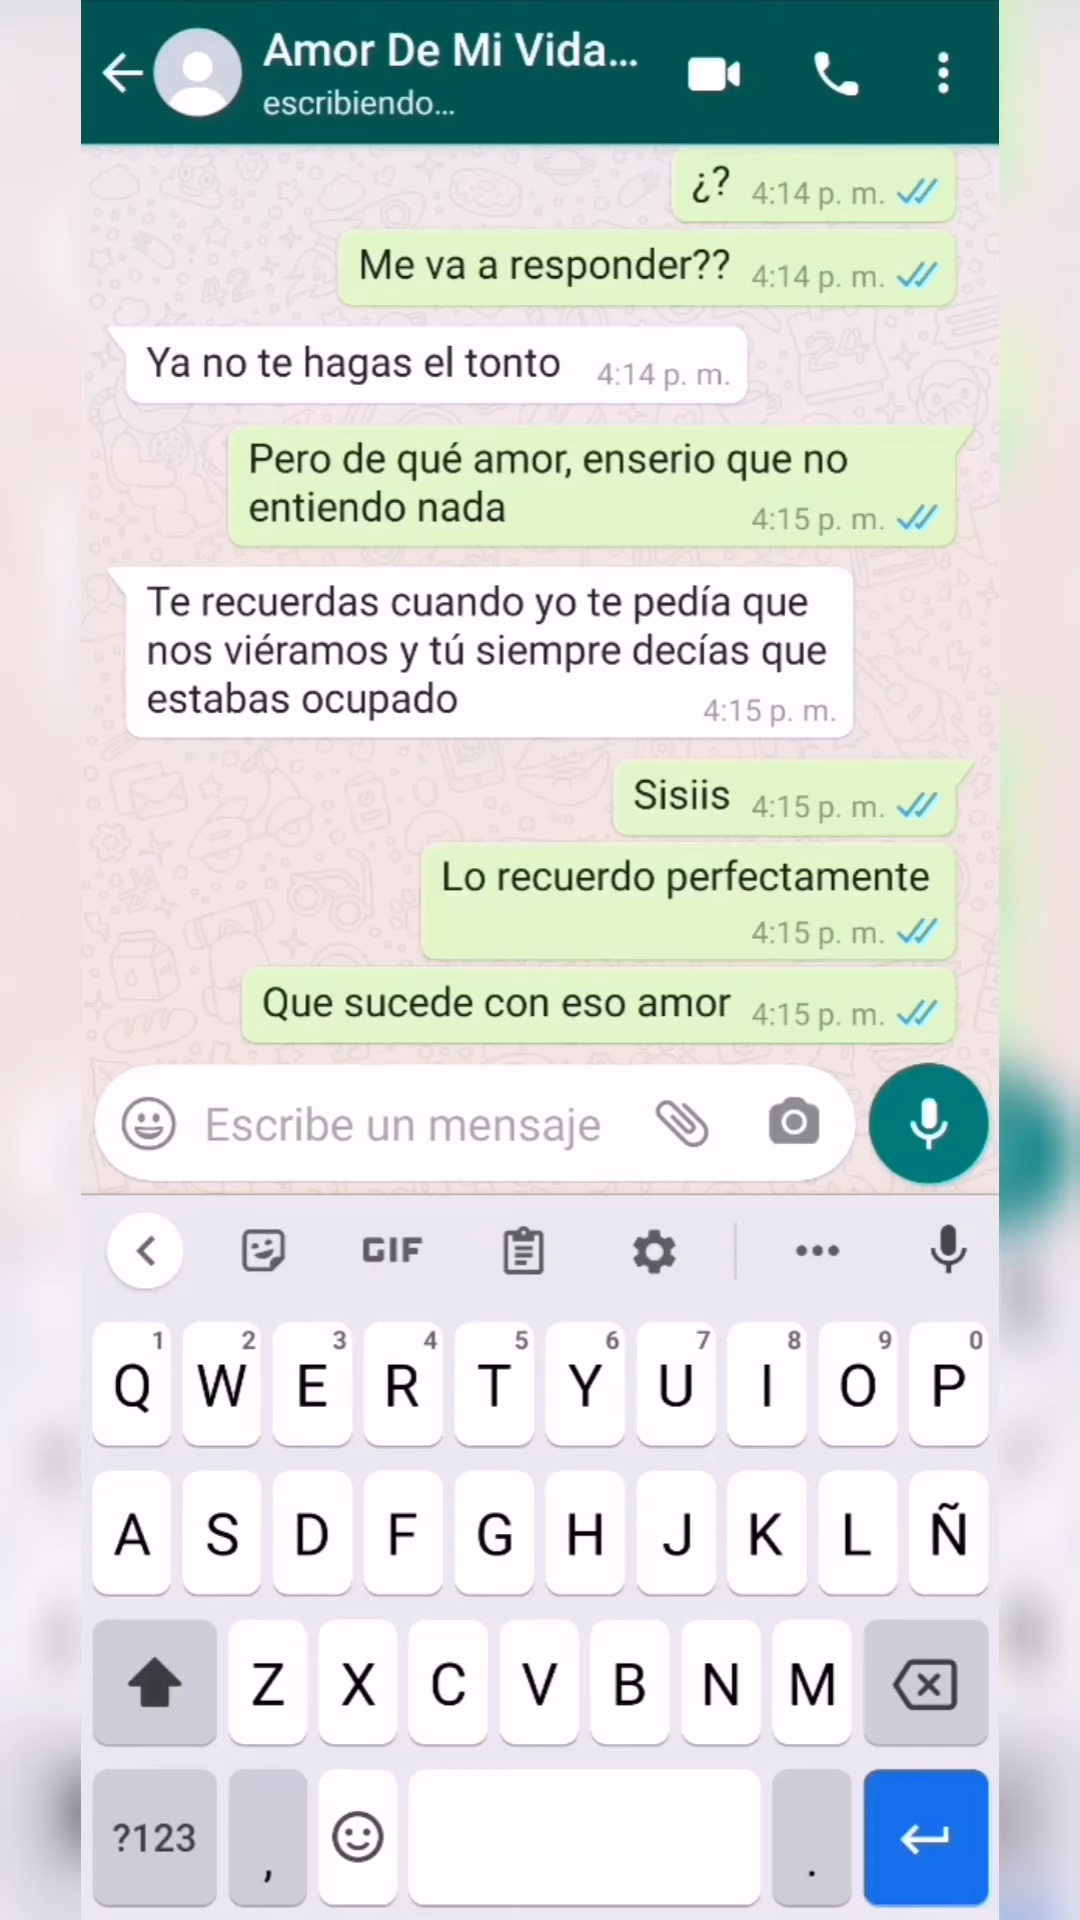 Amor De Mi Vida...
escribiendo...
¿? 4:14 p. m.
Me va a responder?? 4:14 p. m.
Ya no te hagas el tonto 4:14 p. m.
Pero de qué amor, enserio que no
entiendo nada 4:15 p. m.
Te recuerdas cuando yo te pedía que
nos viéramos y tú siempre decías que
estabas ocupado 4:15 p. m.
Sisiis 4:15 p. m.
Lo recuerdo perfectamente
4:15 p. m.
Que sucede con eso amor 4:15 p. m.
Escribe un mensaje
GIF
1 2 3 4 5 6 7 8 9 0
Q W E R T Y U I O P
A S D F G H J K L Ñ
Z X C V B N M
?123 , .